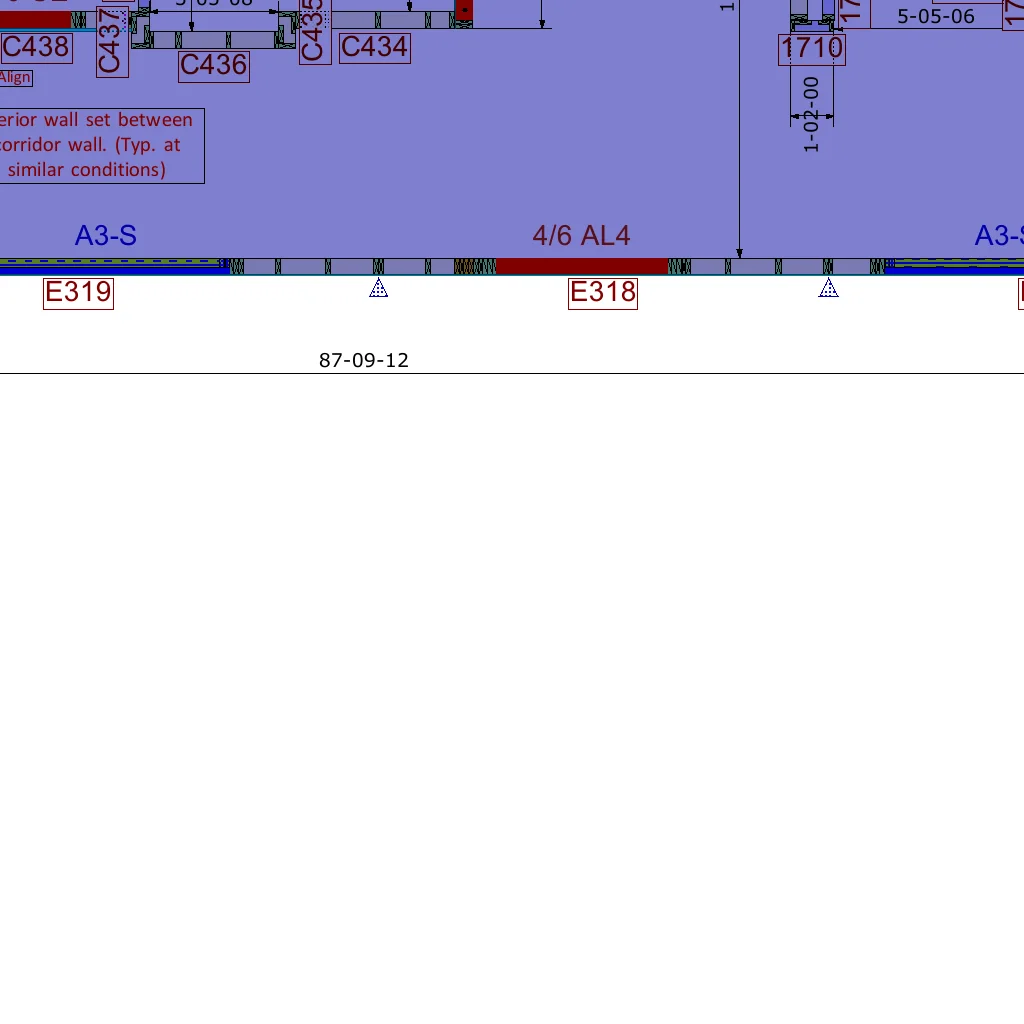 C438
C437
C436
C435
C434
1710
5-05-06
Align
1-02-00
erior wall set between
corridor wall. (Typ. at
similar conditions)
A3-S
4/6 AL4
A3-S
E319
E318
87-09-12